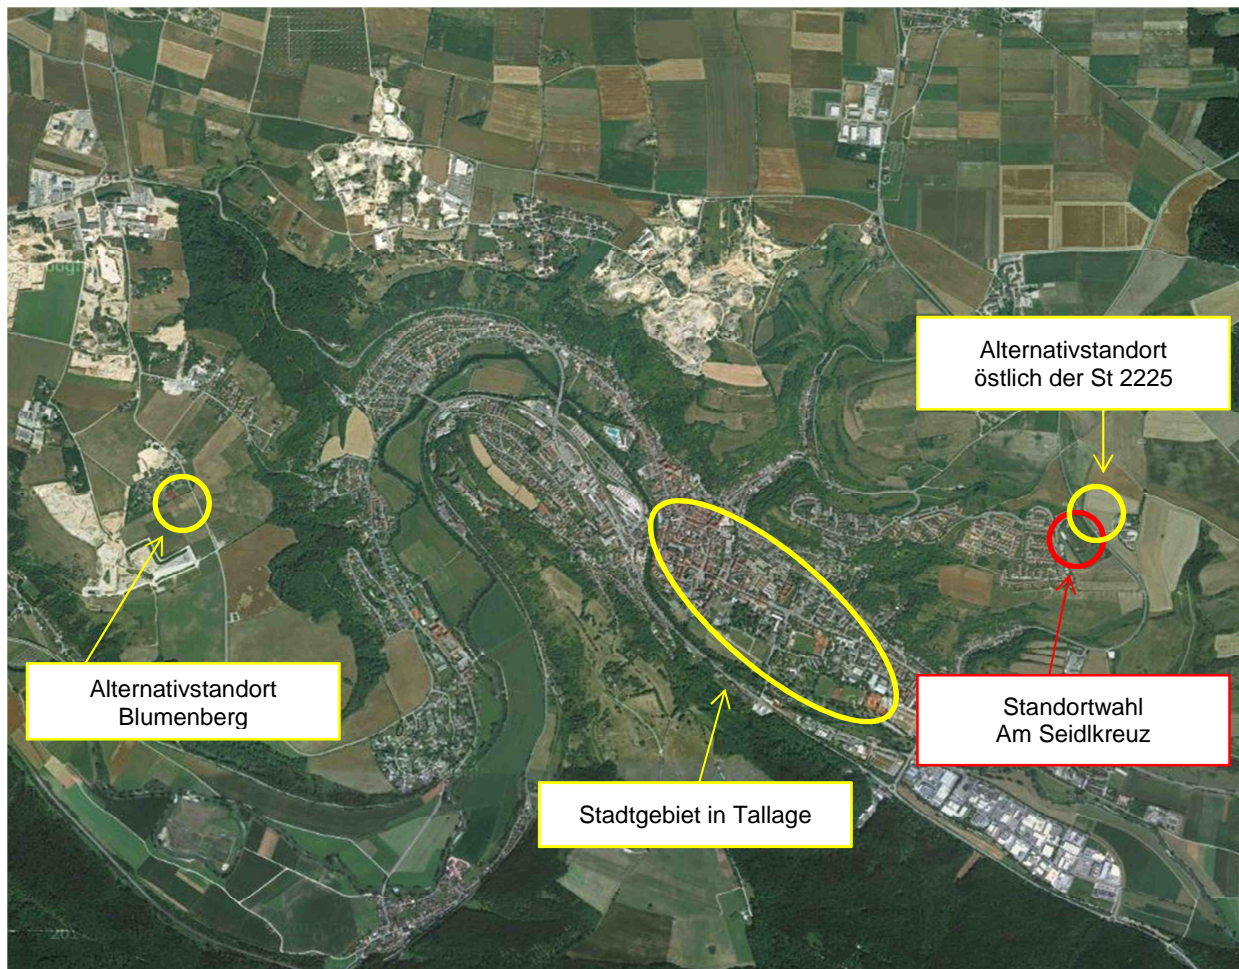 Alternativstandort
östlich der St 2225
Alternativstandort
Blumenberg
Standortwahl
Am Seidlkreuz
Stadtgebiet in Tallage